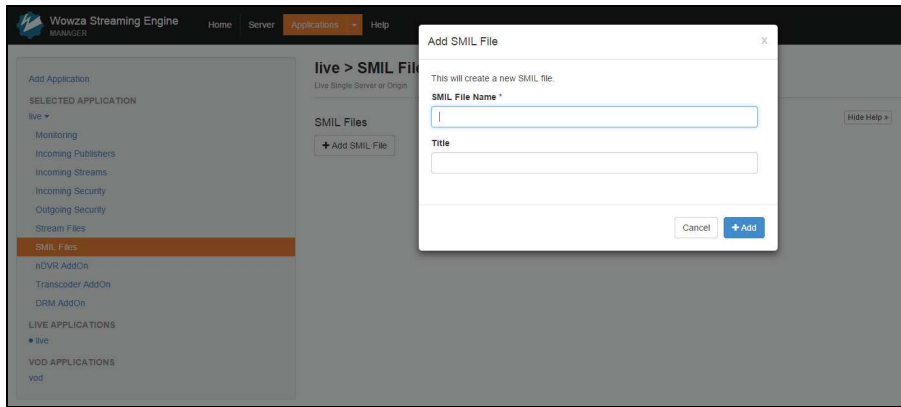 Wowza Streaming Engine
MANAGER
Home Server Applications Help
Add Application
SELECTED APPLICATION
live
Monitoring
Incoming Publishers
Incoming Streams
Incoming Security
Outgoing Security
Stream Files
SMIL Files
nDVR AddOn
Transcoder AddOn
DRM AddOn
LIVE APPLICATIONS
live
VOD APPLICATIONS
vod
live > SMIL File
Live Single Server or Origin
SMIL Files
+ Add SMIL File
Hide Help »
Add SMIL File X
This will create a new SMIL file.
SMIL File Name *
Title
Cancel + Add